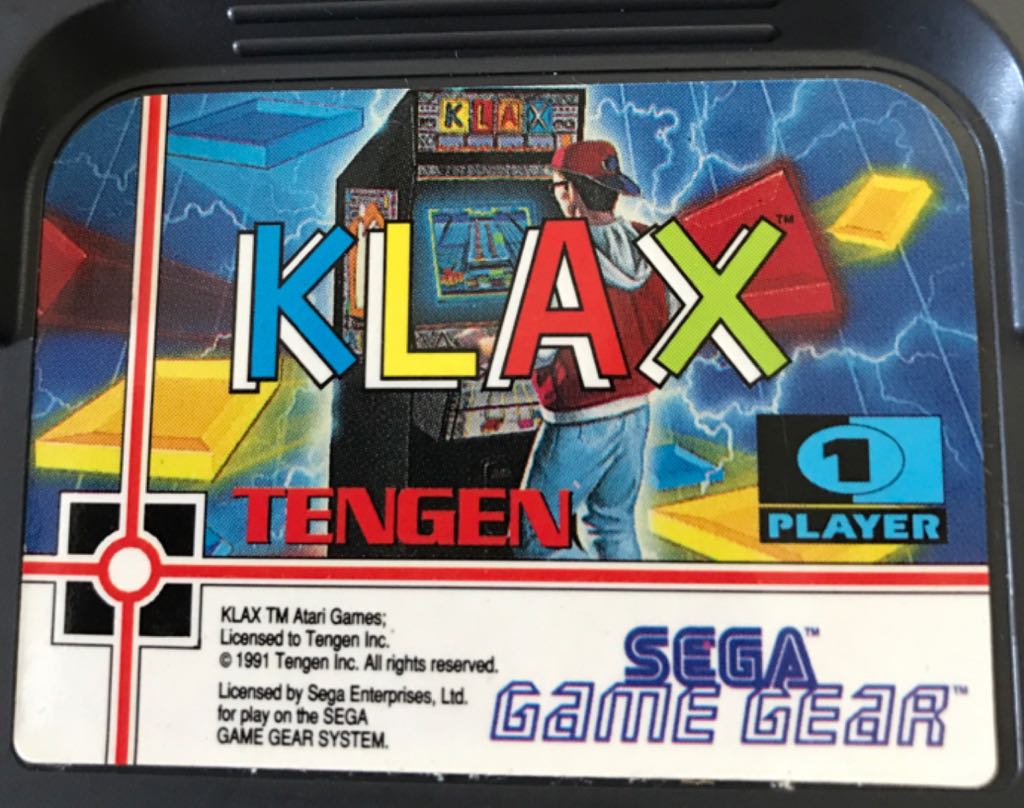 KLAX
KLAX™
TENGEN
1
PLAYER
KLAX TM Atari Games;
Licensed to Tengen Inc.
© 1991 Tengen Inc. All rights reserved.
Licensed by Sega Enterprises, Ltd.
for play on the SEGA
GAME GEAR SYSTEM.
SEGA™
GAME GEAR™